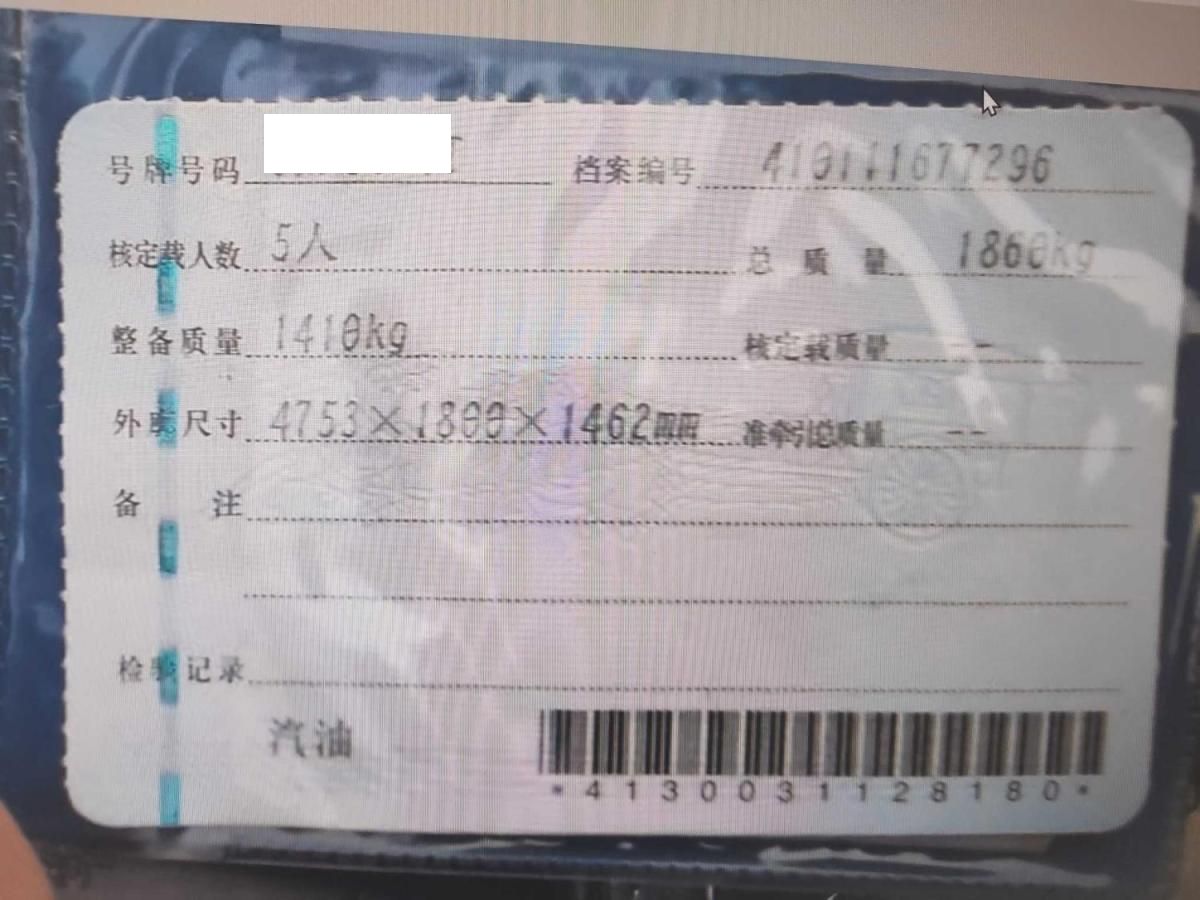 号牌号码 档案编号 410111677296
核定载人数 5人 总质量 1860kg
整备质量 1410kg 核定载质量 --
外廓尺寸 4753×1800×1462mm 准牵引总质量 --
备注
检验记录
汽油
*4130031128180*